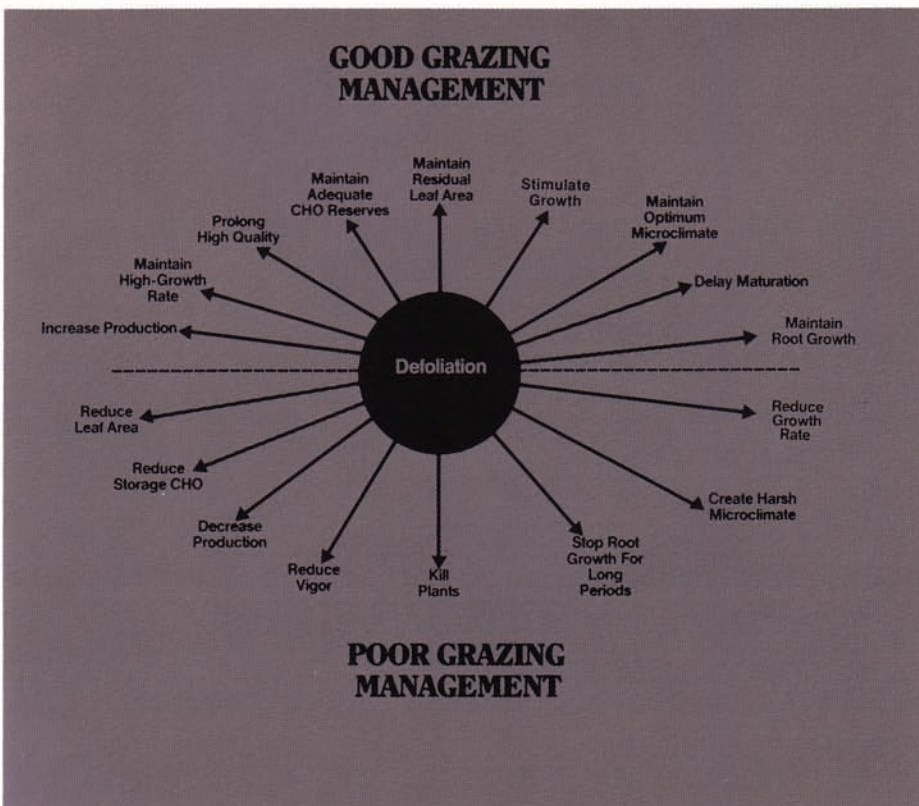 GOOD GRAZING
MANAGEMENT
Maintain
Residual
Leaf Area
Maintain
Adequate
CHO Reserves
Stimulate
Growth
Maintain
Optimum
Microclimate
Prolong
High Quality
Maintain
High-Growth
Rate
Delay Maturation
Increase Production
Maintain
Root Growth
Defoliation
Reduce
Leaf Area
Reduce
Growth
Rate
Reduce
Storage CHO
Create Harsh
Microclimate
Decrease
Production
Stop Root
Growth For
Long
Periods
Reduce
Vigor
Kill
Plants
POOR GRAZING
MANAGEMENT